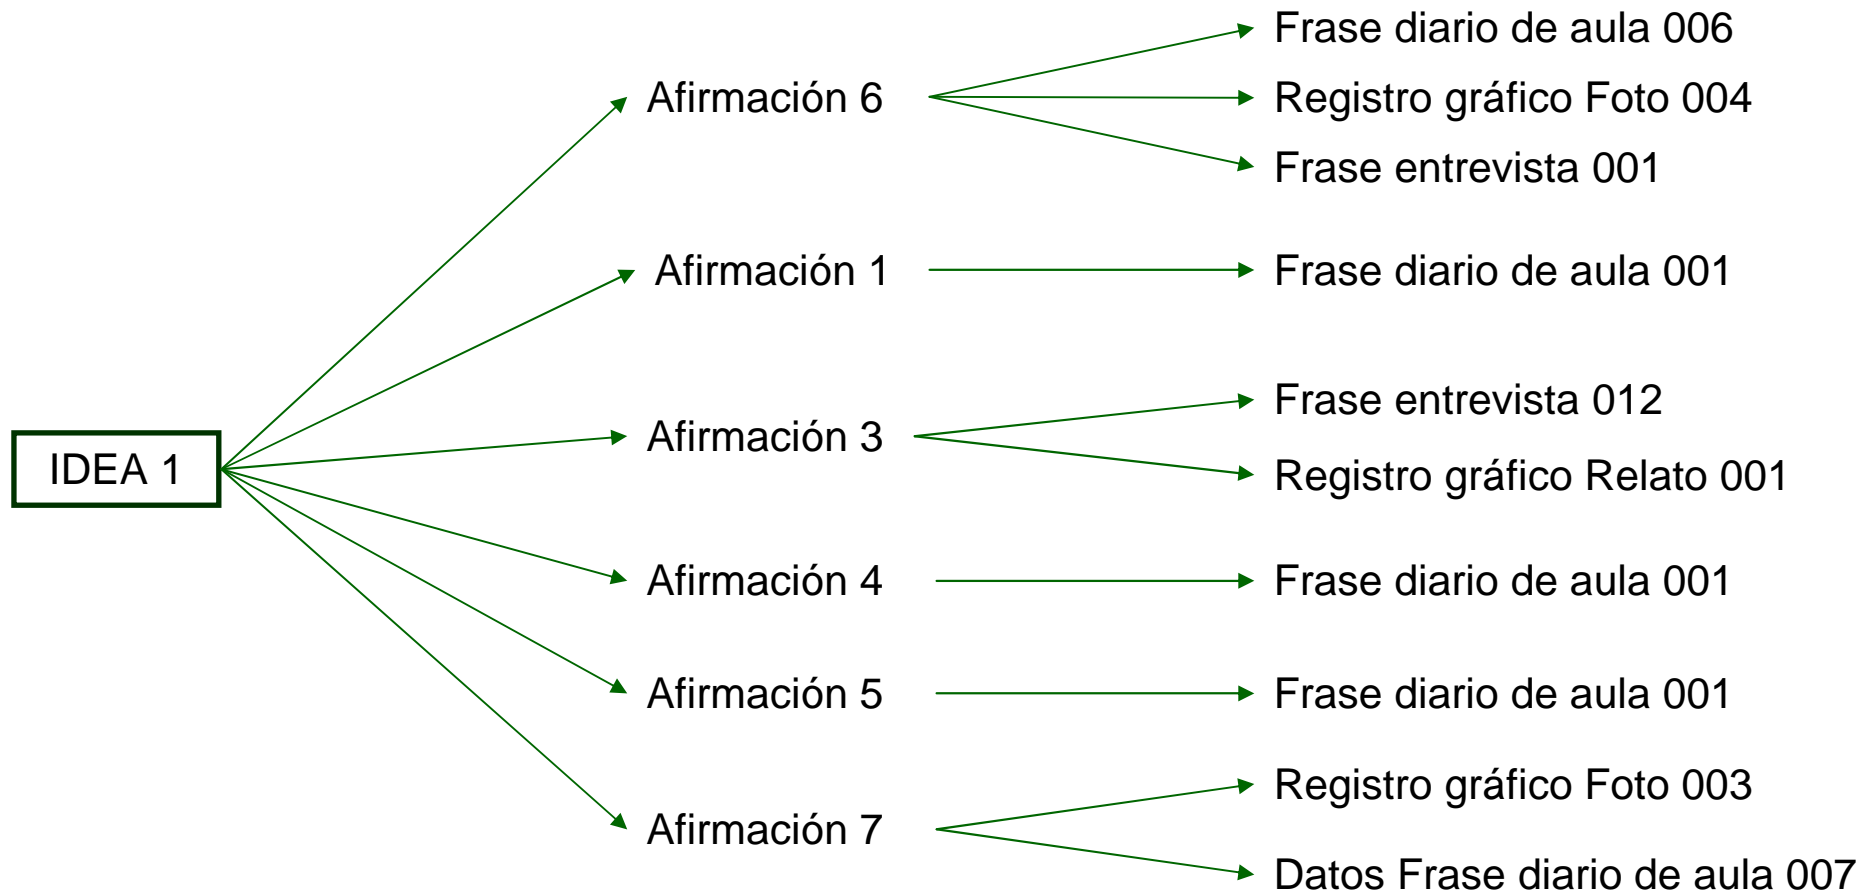 Frase diario de aula 006
Afirmación 6
Registro gráfico Foto 004
Frase entrevista 001
Afirmación 1
Frase diario de aula 001
Frase entrevista 012
Afirmación 3
IDEA 1
Registro gráfico Relato 001
Afirmación 4
Frase diario de aula 001
Afirmación 5
Frase diario de aula 001
Registro gráfico Foto 003
Afirmación 7
Datos Frase diario de aula 007